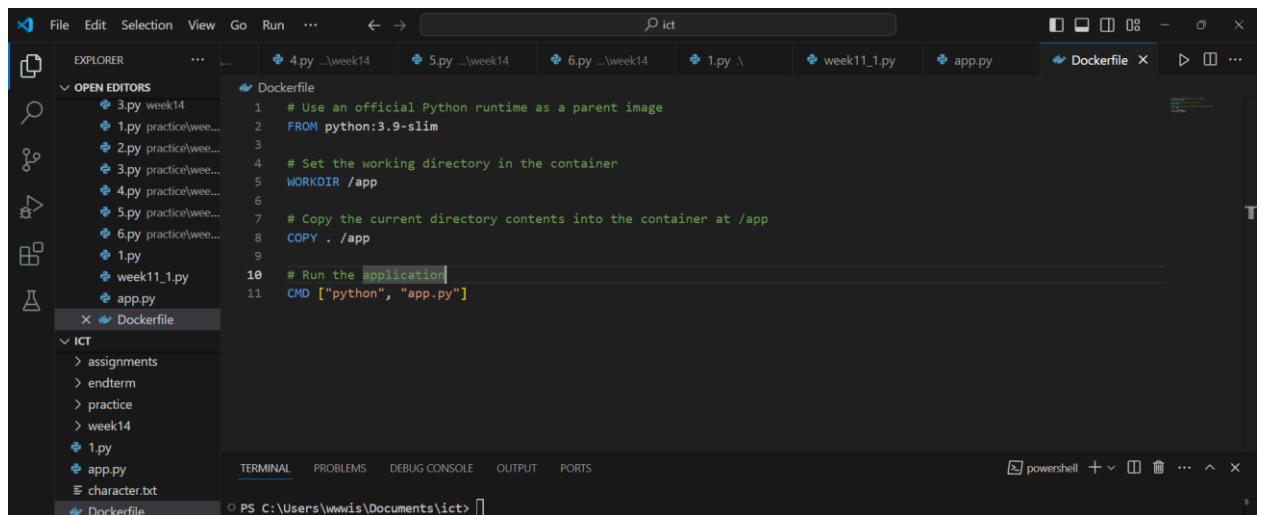 File Edit Selection View Go Run ··· ← → ict
EXPLORER ···
4.py ...\week14 5.py ...\week14 6.py ...\week14 1.py .\ week11_1.py app.py Dockerfile
OPEN EDITORS
3.py week14
1.py practice\wee...
2.py practice\wee...
3.py practice\wee...
4.py practice\wee...
5.py practice\wee...
6.py practice\wee...
1.py
week11_1.py
app.py
Dockerfile
ICT
assignments
endterm
practice
week14
1.py
app.py
character.txt
Dockerfile
Dockerfile
1 # Use an official Python runtime as a parent image
2 FROM python:3.9-slim
3
4 # Set the working directory in the container
5 WORKDIR /app
6
7 # Copy the current directory contents into the container at /app
8 COPY . /app
9
10 # Run the application
11 CMD ["python", "app.py"]
TERMINAL PROBLEMS DEBUG CONSOLE OUTPUT PORTS powershell
PS C:\Users\wwwis\Documents\ict>